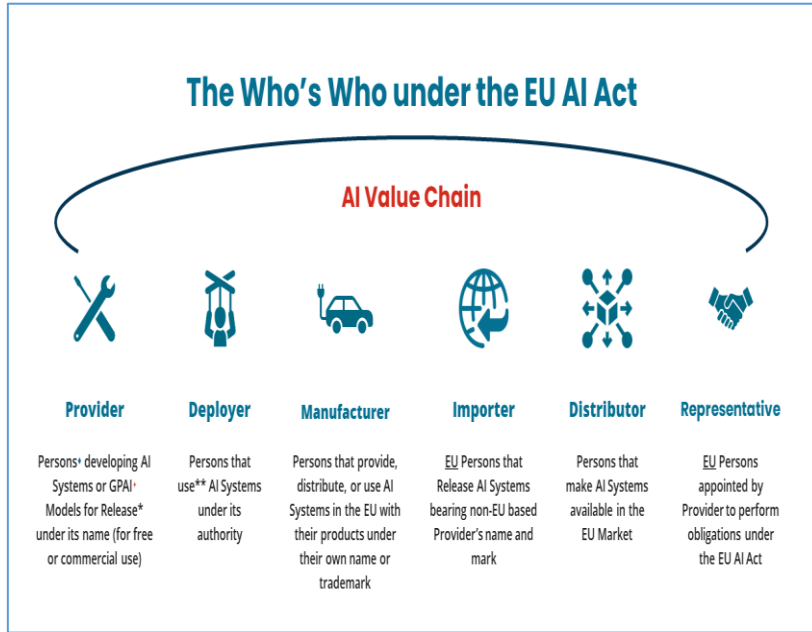 The Who's Who under the EU AI Act
AI Value Chain
Provider
Persons♦ developing AI
Systems or GPAI⁺
Models for Release*
under its name (for free
or commercial use)
Deployer
Persons that
use** AI Systems
under its
authority
Manufacturer
Persons that provide,
distribute, or use AI
Systems in the EU with
their products under
their own name or
trademark
Importer
EU Persons that
Release AI Systems
bearing non-EU based
Provider's name and
mark
Distributor
Persons that
make AI Systems
available in the
EU Market
Representative
EU Persons
appointed by
Provider to perform
obligations under
the EU AI Act